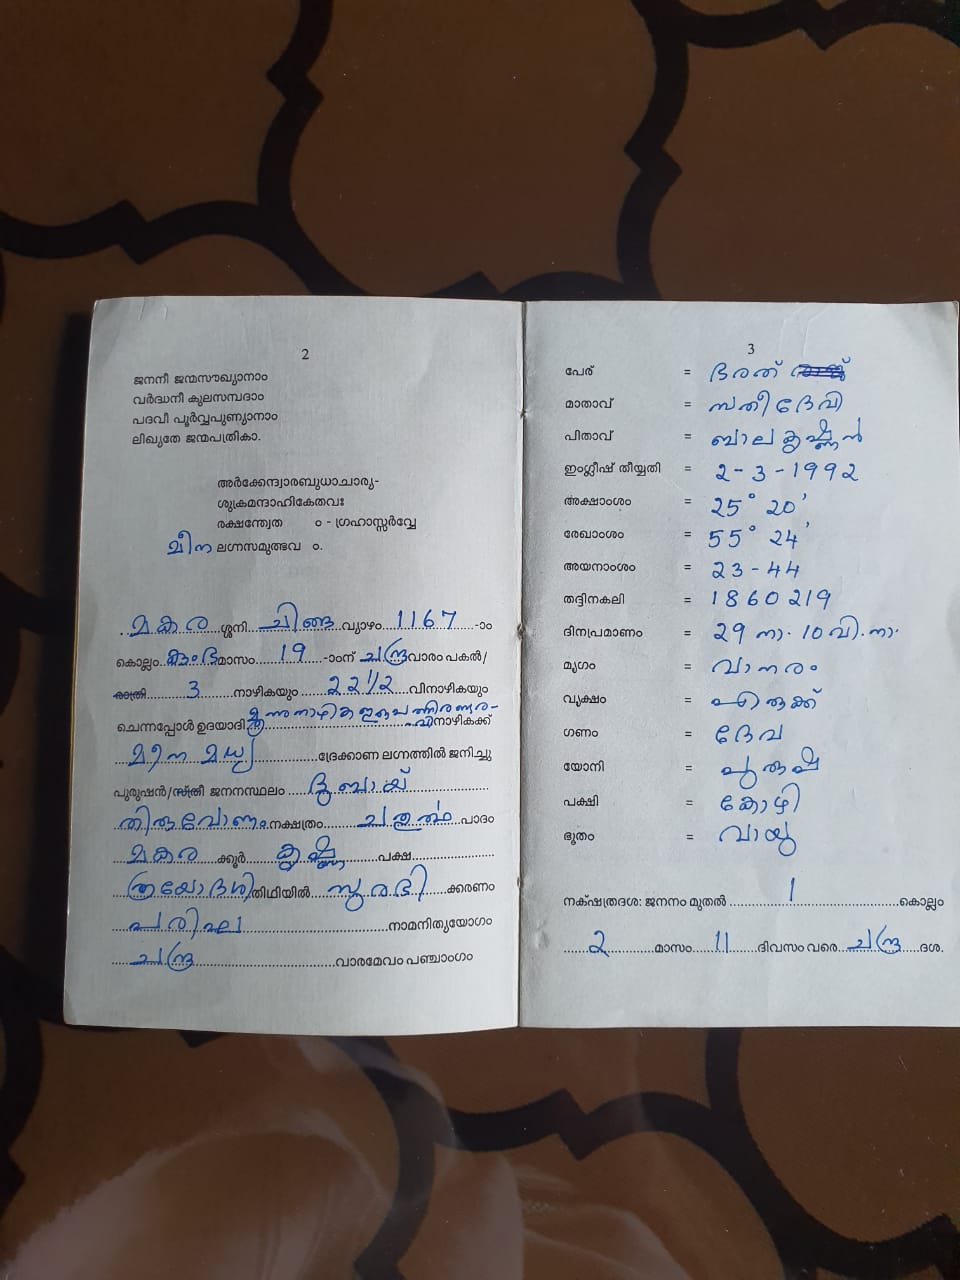 2
ജനനീ ജന്മസൗഖ്യാനാം
വർദ്ധനീ കുലസമ്പദാം
പദവീ പൂർവ്വപുണ്യാനാം
ലിഖ്യതേ ജന്മപത്രികാ.
അർക്കേന്ദ്വാരബുധാചാര്യ-
ശുക്രമന്ദാഹികേതവഃ
രക്ഷന്ത്വേത ം - ഗ്രഹാസ്സർവ്വേ
മീന ലഗ്നസമുത്ഭവ ം.
മകര ശ്ശനി ചിങ്ങ വ്യാഴം 1167 -ാം
കൊല്ലം കുംഭ മാസം 19 -ാംന് ചന്ദ്ര വാരം പകൽ/
രാത്രി 3 നാഴികയും 22 1/2 വിനാഴികയും
ചെന്നപ്പോൾ ഉദയാദി മൂന്നുനാഴിക ഇരുപത്തിരണ്ടര- വിനാഴികക്ക്
മീന മധ്യ ദ്രേക്കാണ ലഗ്നത്തിൽ ജനിച്ചു
പുരുഷൻ/സ്ത്രീ ജനനസ്ഥലം ദുബായ്
തിരുവോണം നക്ഷത്രം ചതുർത്ഥ പാദം
മകര ക്കൂർ കൃഷ്ണ പക്ഷ
ത്രയോദശി തിഥിയിൽ സുരഭി ക്കരണം
പരിഘ നാമനിത്യയോഗം
ചന്ദ്ര വാരമേവം പഞ്ചാംഗം
3
പേര് = ഭരത്
മാതാവ് = സതീദേവി
പിതാവ് = ബാലകൃഷ്ണൻ
ഇംഗ്ലീഷ് തീയ്യതി = 2-3-1992
അക്ഷാംശം = 25° 20'
രേഖാംശം = 55° 24'
അയനാംശം = 23-44
തദ്ദിനകലി = 1860219
ദിനപ്രമാണം = 29 നാ. 10 വി.നാ.
മൃഗം = വാനരം
വൃക്ഷം = എരുക്ക്
ഗണം = ദേവ
യോനി = പുരുഷ
പക്ഷി = കോഴി
ഭൂതം = വായു
നക്ഷത്രദശ: ജനനം മുതൽ 1 കൊല്ലം
2 മാസം 11 ദിവസം വരെ ചന്ദ്ര ദശ.